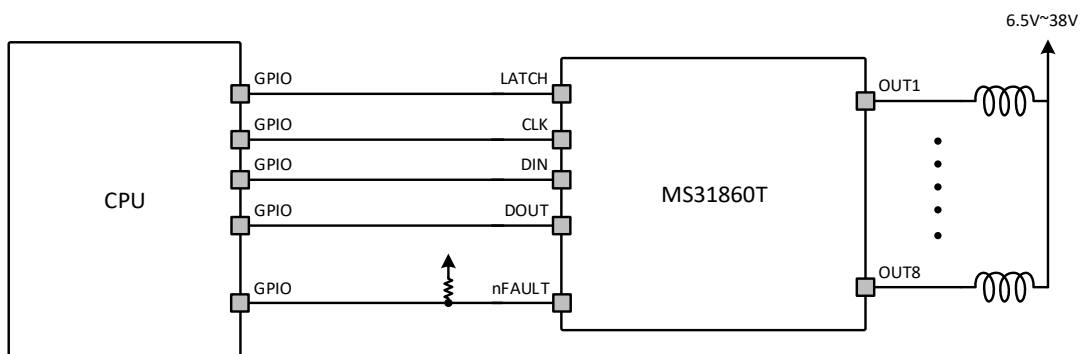 6.5V~38V
GPIO LATCH OUT1
GPIO CLK
GPIO DIN
CPU MS31860T
GPIO DOUT
GPIO nFAULT OUT8